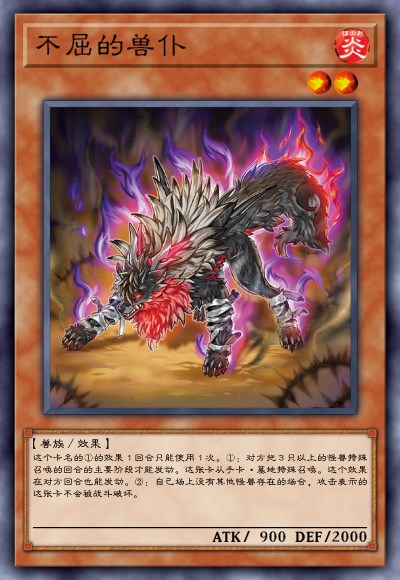 不屈的兽仆
ほのお
炎
【兽族／效果】
这个卡名的①的效果1回合只能使用1次。①：对方把3只以上的怪兽特殊
召唤的回合的主要阶段才能发动。这张卡从手卡·墓地特殊召唤。这个效果
在对方回合也能发动。②：自己场上没有其他怪兽存在的场合，攻击表示的
这张卡不会被战斗破坏。
ATK/ 900 DEF/2000